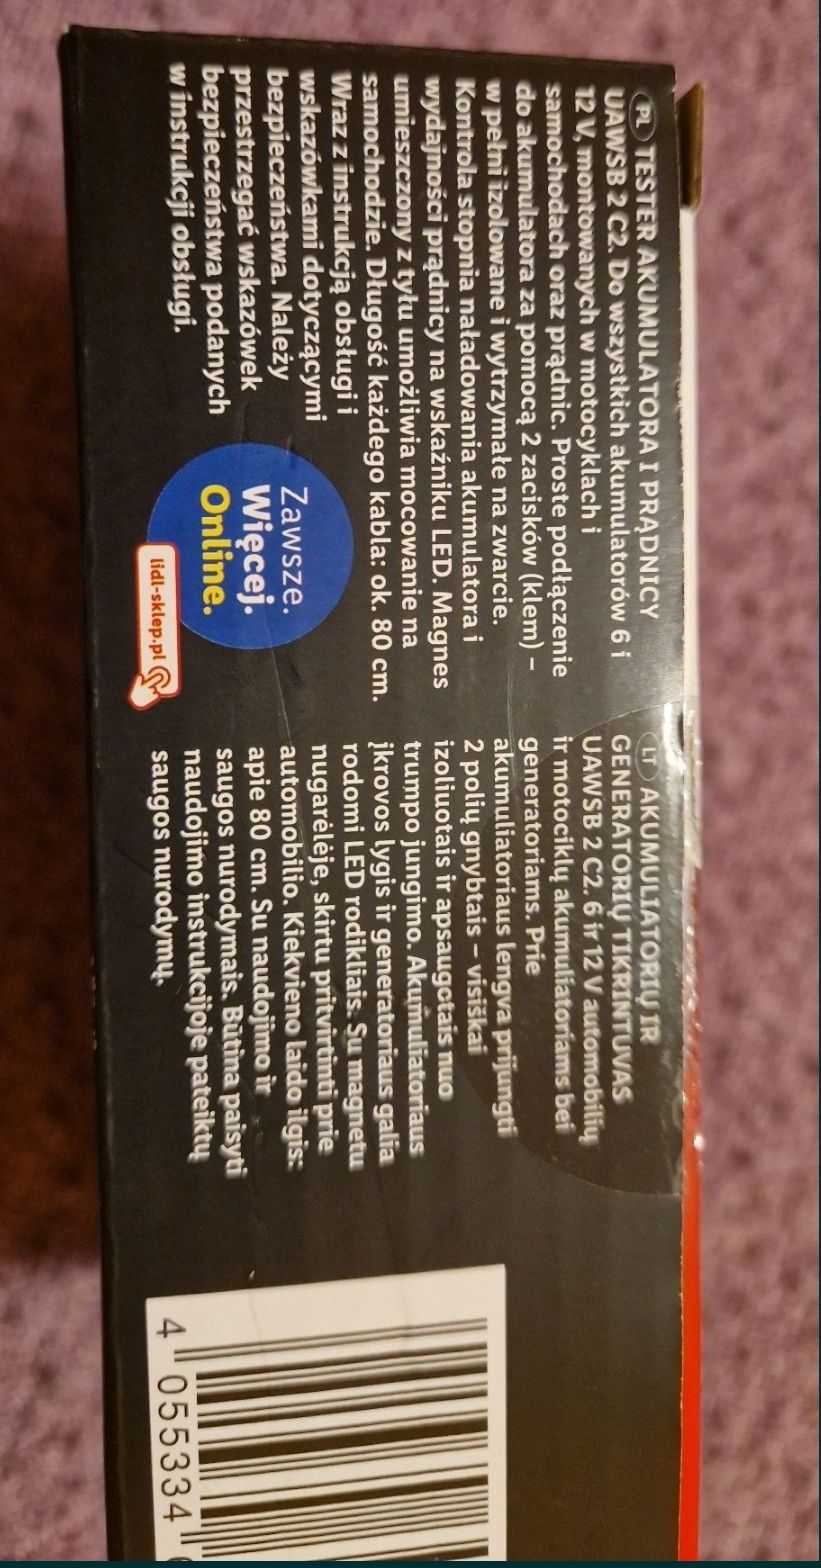 PL TESTER AKUMULATORA I PRĄDNICY
UAWSB 2 C2. Do wszystkich akumulatorów 6 i
12 V, montowanych w motocyklach i
samochodach oraz prądnic. Proste podłączenie
do akumulatora za pomocą 2 zacisków (klem) –
w pełni izolowane i wytrzymałe na zwarcie.
Kontrola stopnia naładowania akumulatora i
wydajności prądnicy na wskaźniku LED. Magnes
umieszczony z tyłu umożliwia mocowanie na
samochodzie. Długość każdego kabla: ok. 80 cm.
Wraz z instrukcją obsługi i
wskazówkami dotyczącymi
bezpieczeństwa. Należy
przestrzegać wskazówek
bezpieczeństwa podanych
w instrukcji obsługi.
Zawsze.
Więcej.
Online.
lidl-sklep.pl
LT AKUMULIATORIŲ IR
GENERATORIŲ TIKRINTUVAS
UAWSB 2 C2. 6 ir 12 V automobilių
ir motociklų akumuliatoriams bei
generatoriams. Prie
akumuliatoriaus lengva prijungti
2 polių gnybtais – visiškai
izoliuotais ir apsaugotais nuo
trumpo jungimo. Akumuliatoriaus
įkrovos lygis ir generatoriaus galia
rodomi LED rodikliais. Su magnetu
nugarėlėje, skirtu pritvirtinti prie
automobilio. Kiekvieno laido ilgis:
apie 80 cm. Su naudojimo ir
saugos nurodymais. Būtina paisyti
naudojimo instrukcijoje pateiktų
saugos nurodymų.
4 055334